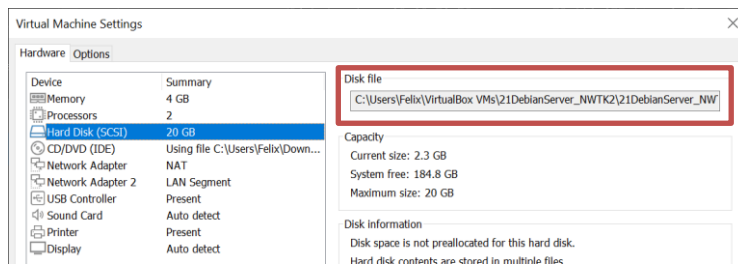 Virtual Machine Settings
Hardware Options
Device Summary
Memory 4 GB
Processors 2
Hard Disk (SCSI) 20 GB
CD/DVD (IDE) Using file C:\Users\Felix\Down...
Network Adapter NAT
Network Adapter 2 LAN Segment
USB Controller Present
Sound Card Auto detect
Printer Present
Display Auto detect
Disk file
C:\Users\Felix\VirtualBox VMs\21DebianServer_NWTK2\21DebianServer_NW
Capacity
Current size: 2.3 GB
System free: 184.8 GB
Maximum size: 20 GB
Disk information
Disk space is not preallocated for this hard disk.
Hard disk contents are stored in multiple files.